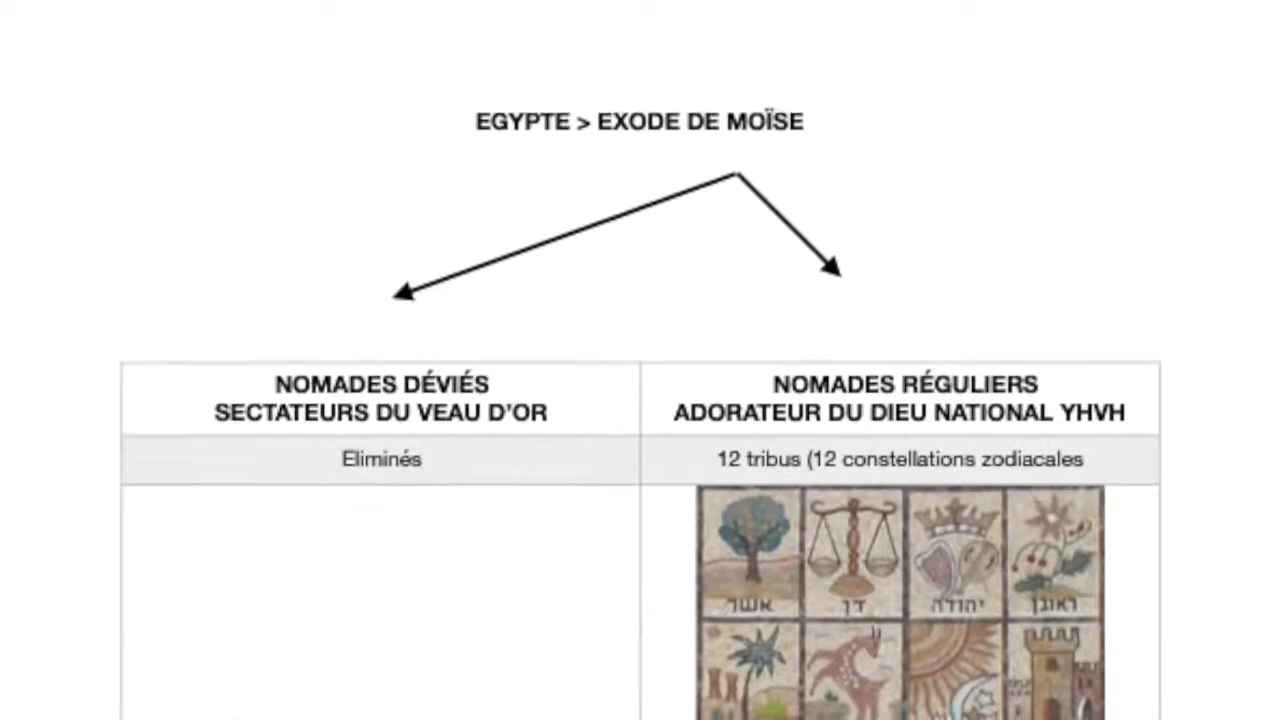 EGYPTE > EXODE DE MOÏSE
NOMADES DÉVIÉS
SECTATEURS DU VEAU D'OR
NOMADES RÉGULIERS
ADORATEUR DU DIEU NATIONAL YHVH
Eliminés
12 tribus (12 constellations zodiacales
אשר
דן
יהודה
ראובן